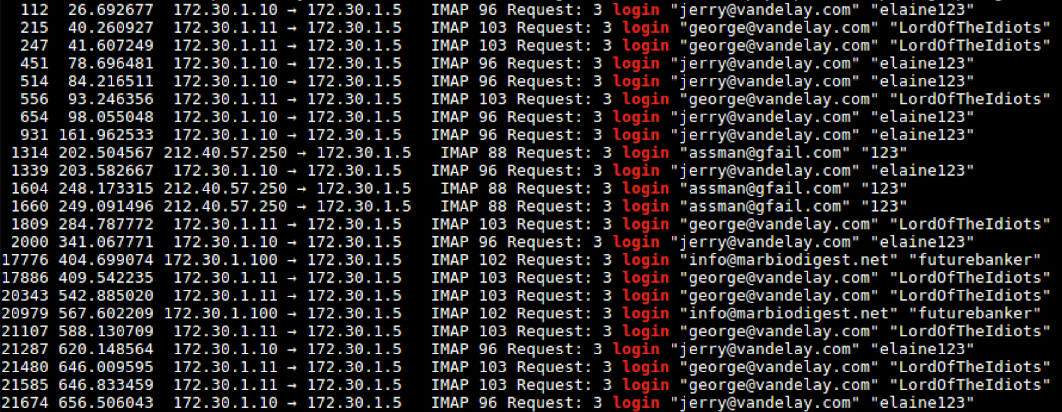 112 26.692677 172.30.1.10 → 172.30.1.5 IMAP 96 Request: 3 login "jerry@vandelay.com" "elaine123"
215 40.260927 172.30.1.11 → 172.30.1.5 IMAP 103 Request: 3 login "george@vandelay.com" "LordOfTheIdiots"
247 41.607249 172.30.1.11 → 172.30.1.5 IMAP 103 Request: 3 login "george@vandelay.com" "LordOfTheIdiots"
451 78.696481 172.30.1.10 → 172.30.1.5 IMAP 96 Request: 3 login "jerry@vandelay.com" "elaine123"
514 84.216511 172.30.1.10 → 172.30.1.5 IMAP 96 Request: 3 login "jerry@vandelay.com" "elaine123"
556 93.246356 172.30.1.11 → 172.30.1.5 IMAP 103 Request: 3 login "george@vandelay.com" "LordOfTheIdiots"
654 98.055048 172.30.1.10 → 172.30.1.5 IMAP 96 Request: 3 login "jerry@vandelay.com" "elaine123"
931 161.962533 172.30.1.10 → 172.30.1.5 IMAP 96 Request: 3 login "jerry@vandelay.com" "elaine123"
1314 202.504567 212.40.57.250 → 172.30.1.5 IMAP 88 Request: 3 login "assman@gfail.com" "123"
1339 203.582667 172.30.1.10 → 172.30.1.5 IMAP 96 Request: 3 login "jerry@vandelay.com" "elaine123"
1604 248.173315 212.40.57.250 → 172.30.1.5 IMAP 88 Request: 3 login "assman@gfail.com" "123"
1660 249.091496 212.40.57.250 → 172.30.1.5 IMAP 88 Request: 3 login "assman@gfail.com" "123"
1809 284.787772 172.30.1.11 → 172.30.1.5 IMAP 103 Request: 3 login "george@vandelay.com" "LordOfTheIdiots"
2000 341.067771 172.30.1.10 → 172.30.1.5 IMAP 96 Request: 3 login "jerry@vandelay.com" "elaine123"
17776 404.699074 172.30.1.100 → 172.30.1.5 IMAP 102 Request: 3 login "info@marbiodigest.net" "futurebanker"
17886 409.542235 172.30.1.11 → 172.30.1.5 IMAP 103 Request: 3 login "george@vandelay.com" "LordOfTheIdiots"
20343 542.885020 172.30.1.11 → 172.30.1.5 IMAP 103 Request: 3 login "george@vandelay.com" "LordOfTheIdiots"
20979 567.602209 172.30.1.100 → 172.30.1.5 IMAP 102 Request: 3 login "info@marbiodigest.net" "futurebanker"
21107 588.130709 172.30.1.11 → 172.30.1.5 IMAP 103 Request: 3 login "george@vandelay.com" "LordOfTheIdiots"
21287 620.148564 172.30.1.10 → 172.30.1.5 IMAP 96 Request: 3 login "jerry@vandelay.com" "elaine123"
21480 646.009595 172.30.1.11 → 172.30.1.5 IMAP 103 Request: 3 login "george@vandelay.com" "LordOfTheIdiots"
21585 646.833459 172.30.1.11 → 172.30.1.5 IMAP 103 Request: 3 login "george@vandelay.com" "LordOfTheIdiots"
21674 656.506043 172.30.1.10 → 172.30.1.5 IMAP 96 Request: 3 login "jerry@vandelay.com" "elaine123"